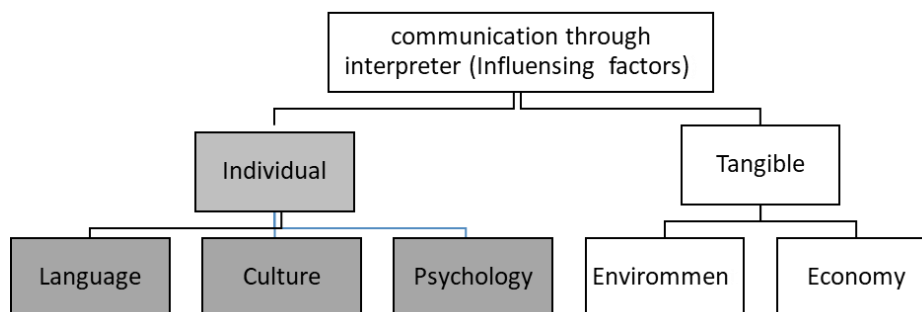 communication through
interpreter (Influensing factors)
Individual
Tangible
Language
Culture
Psychology
Envirommen
Economy